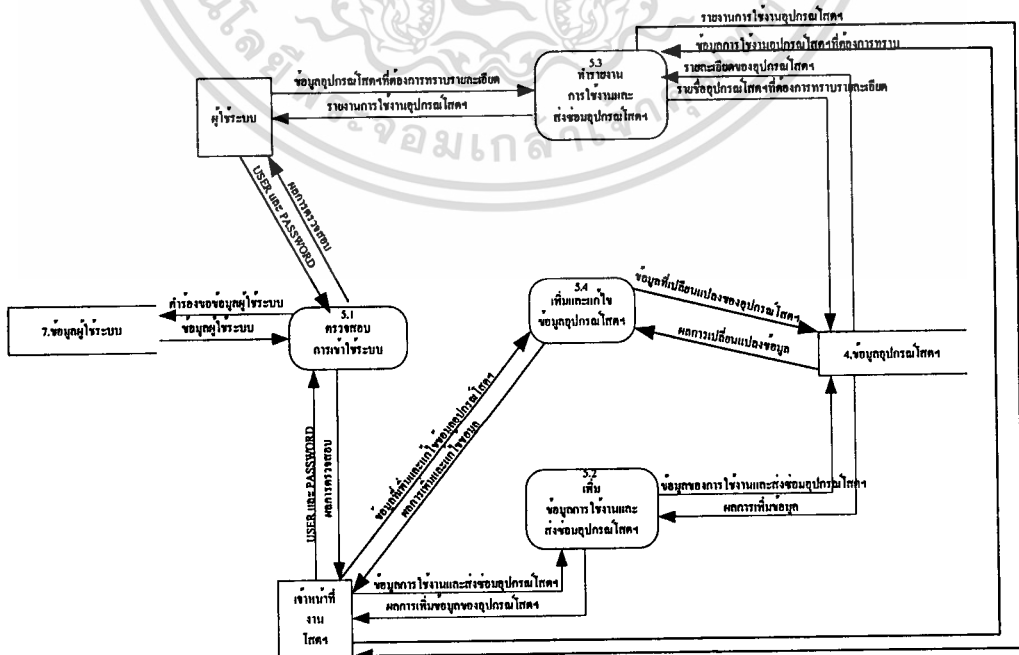 รายงานการใช้งานอุปกรณ์โสตฯ
ข้อมูลการใช้งานอุปกรณ์โสตฯที่ต้องการทราบ
รายละเอียดของอุปกรณ์โสตฯ
รายชื่ออุปกรณ์โสตฯที่ต้องการทราบรายละเอียด
5.3
ทำรายงาน
การใช้งานและ
ส่งซ่อมอุปกรณ์โสตฯ
ข้อมูลอุปกรณ์โสตฯที่ต้องการทราบรายละเอียด
รายงานการใช้งานอุปกรณ์โสตฯ
ผู้ใช้ระบบ
USER และ PASSWORD
ผลการตรวจสอบ
คำร้องขอข้อมูลผู้ใช้ระบบ
ข้อมูลผู้ใช้ระบบ
7.ข้อมูลผู้ใช้ระบบ
5.1
ตรวจสอบ
การเข้าใช้ระบบ
5.4
เพิ่มและแก้ไข
ข้อมูลอุปกรณ์โสตฯ
ข้อมูลที่เปลี่ยนแปลงของอุปกรณ์โสตฯ
ผลการเปลี่ยนแปลงข้อมูล
4.ข้อมูลอุปกรณ์โสตฯ
USER และ PASSWORD
ผลการตรวจสอบ
ข้อมูลที่เพิ่มและแก้ไขข้อมูลอุปกรณ์โสตฯ
ผลการเพิ่มและแก้ไขข้อมูล
5.2
เพิ่ม
ข้อมูลการใช้งานและ
ส่งซ่อมอุปกรณ์โสตฯ
ข้อมูลของการใช้งานและส่งซ่อมอุปกรณ์โสตฯ
ผลการเพิ่มข้อมูล
ข้อมูลการใช้งานและส่งซ่อมอุปกรณ์โสตฯ
ผลการเพิ่มข้อมูลของอุปกรณ์โสตฯ
เจ้าหน้าที่
งาน
โสตฯ